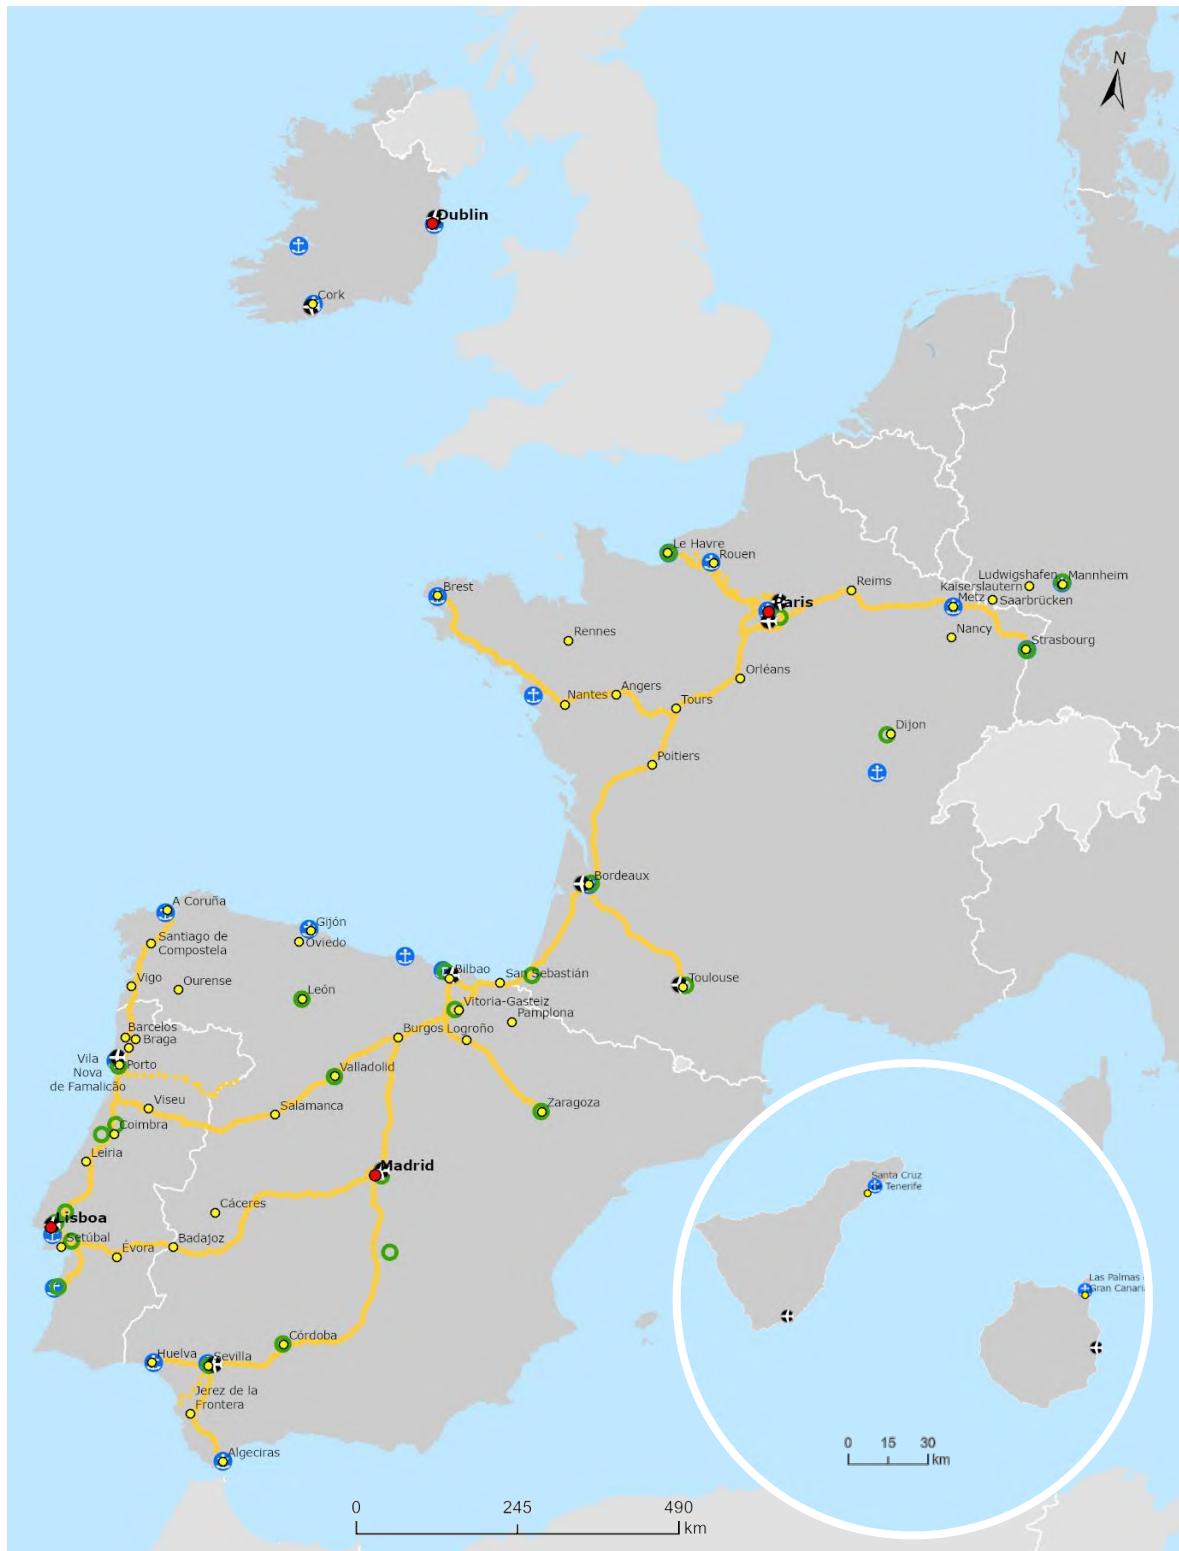 N
Dublin
Cork
Le Havre
Rouen
Brest
Paris
Reims
Ludwigshafen
Mannheim
Kaiserslautern
Metz
Saarbrücken
Nancy
Strasbourg
Rennes
Orléans
Nantes
Angers
Tours
Dijon
Poitiers
Bordeaux
A Coruña
Gijón
Santiago de
Compostela
Oviedo
Bilbao
San Sebastián
Toulouse
Vigo
Ourense
León
Vitoria-Gasteiz
Pamplona
Barcelos
Braga
Burgos
Logroño
Vila
Nova
de Famalicão
Porto
Valladolid
Viseu
Salamanca
Zaragoza
Coimbra
Leiria
Madrid
Cáceres
Lisboa
Setúbal
Évora
Badajoz
Santa Cruz
Tenerife
Las Palmas
Gran Canaria
Córdoba
Huelva
Sevilla
Jerez de la
Frontera
Algeciras
0 15 30
km
0 245 490
km